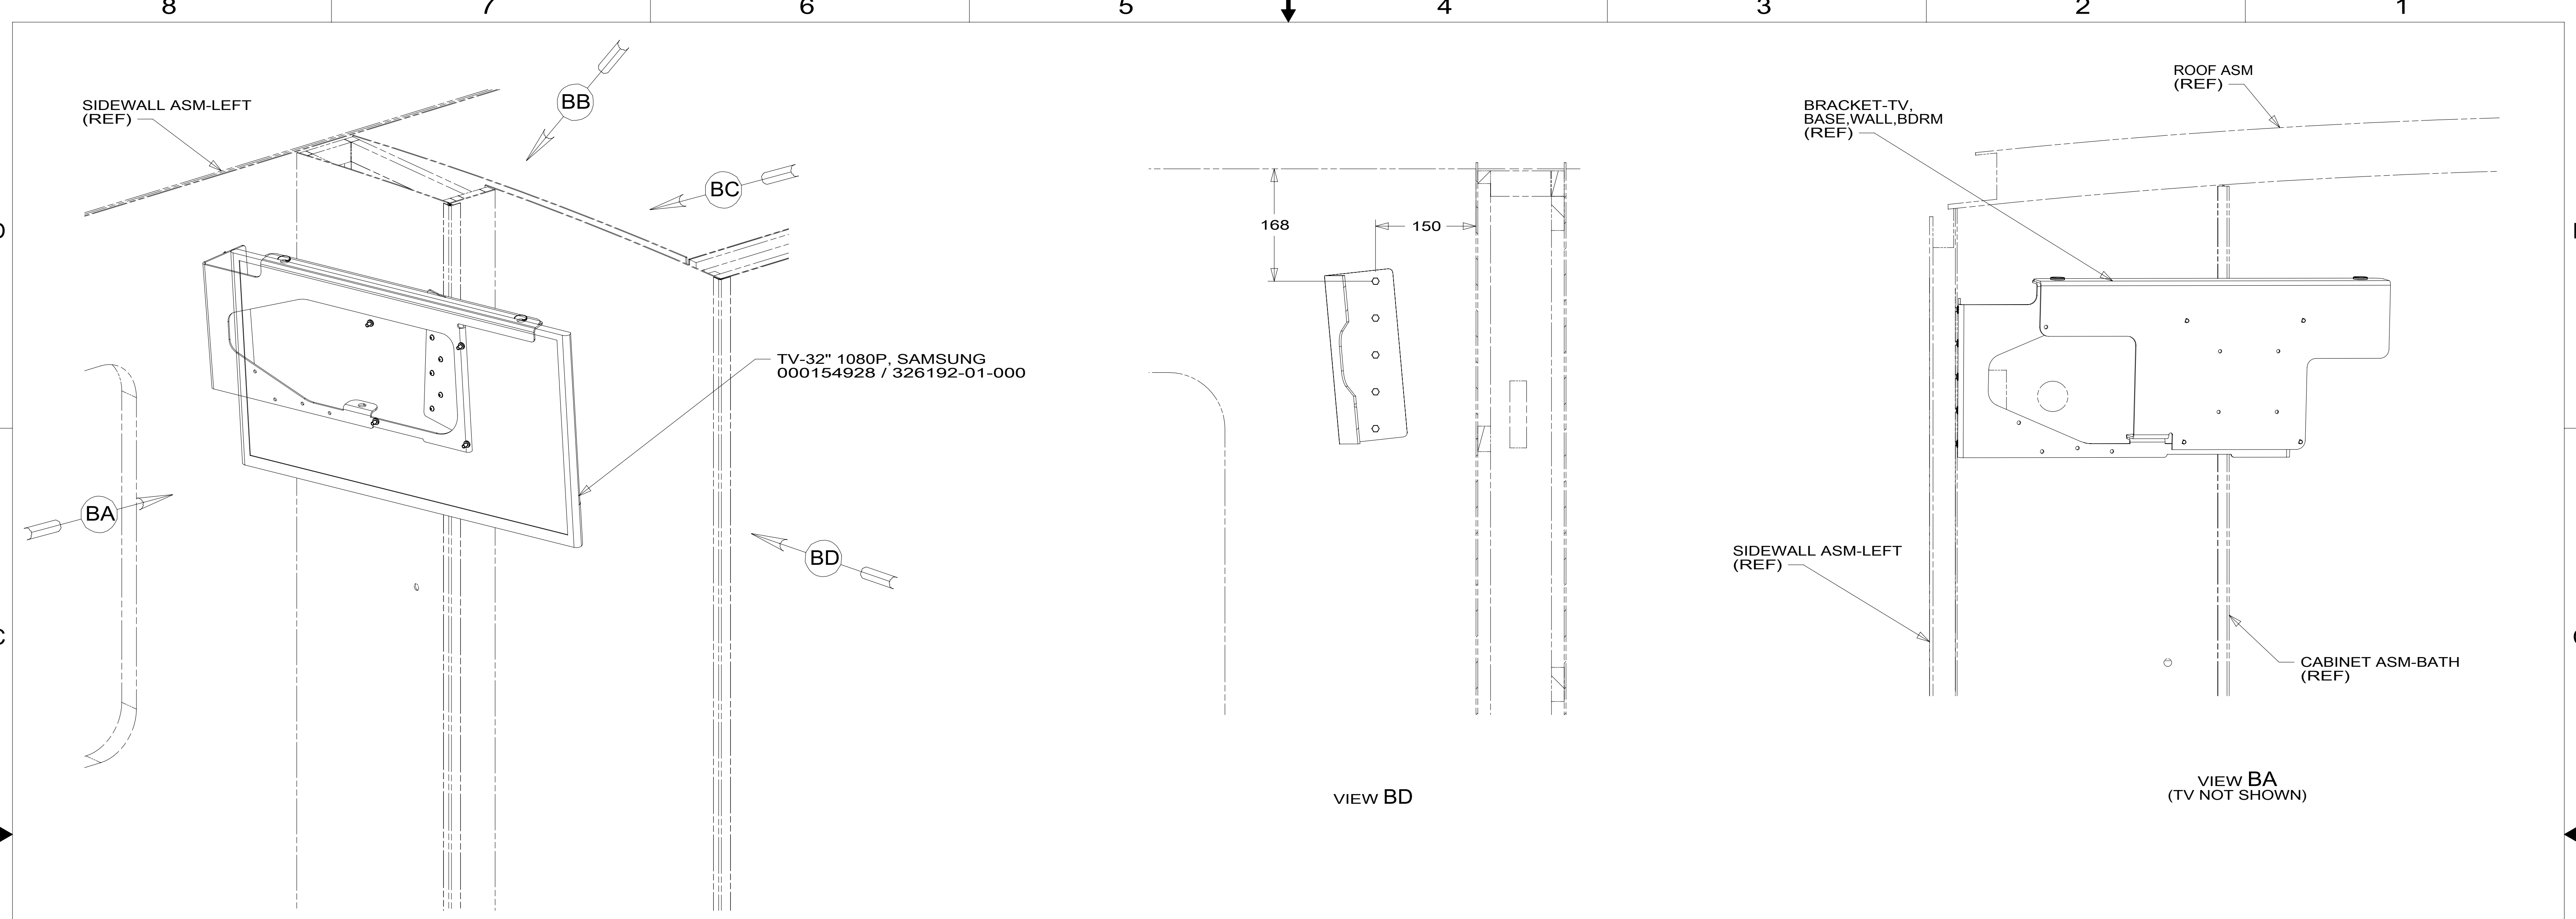 8 7 6 5 4 3 2 1
SIDEWALL ASM-LEFT
(REF)
BB
BC
TV-32" 1080P, SAMSUNG
000154928 / 326192-01-000
BA
BD
168
150
VIEW BD
ROOF ASM
(REF)
BRACKET-TV,
BASE,WALL,BDRM
(REF)
SIDEWALL ASM-LEFT
(REF)
CABINET ASM-BATH
(REF)
VIEW BA
(TV NOT SHOWN)